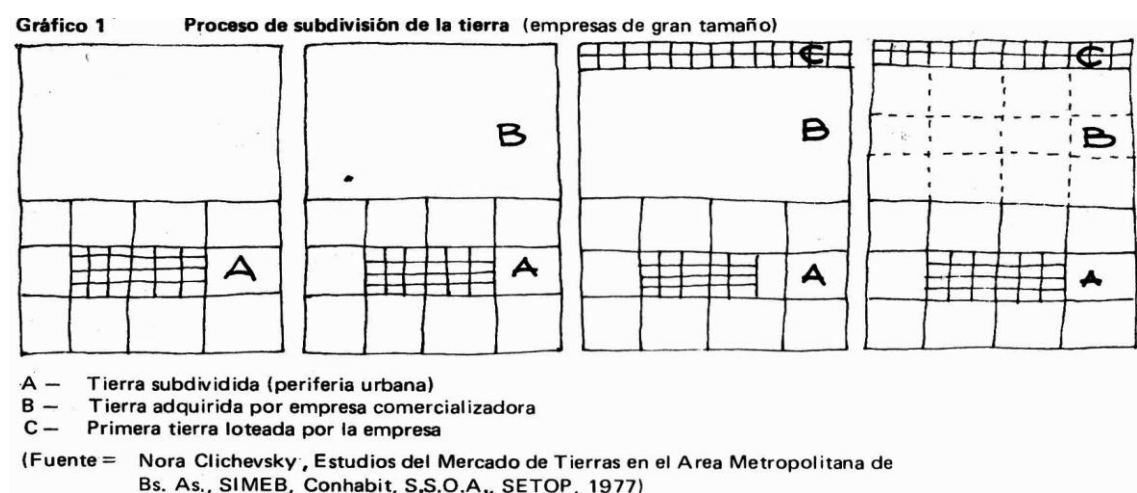 Gráfico 1 Proceso de subdivisión de la tierra (empresas de gran tamaño)
C C
B B B
A A A A
A — Tierra subdividida (periferia urbana)
B — Tierra adquirida por empresa comercializadora
C — Primera tierra loteada por la empresa
(Fuente = Nora Clichevsky, Estudios del Mercado de Tierras en el Area Metropolitana de
Bs. As., SIMEB, Conhabit, S.S.O.A., SETOP. 1977)